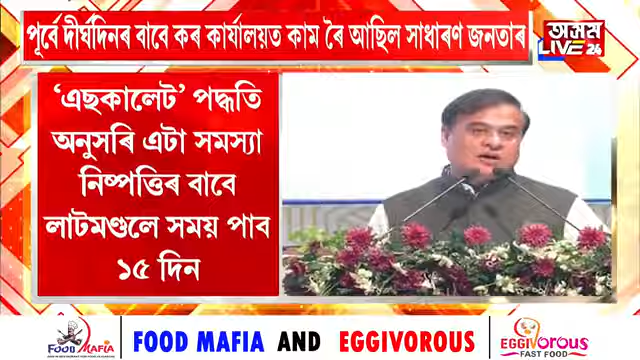 পূৰ্বে দীৰ্ঘদিনৰ বাবে কৰ কাৰ্যালয়ত কাম ৰৈ আছিল সাধাৰণ জনতাৰ
অসম
LIVE 24
‘এছকালেট’ পদ্ধতি
অনুসৰি এটা সমস্যা
নিষ্পত্তিৰ বাবে
লাটমণ্ডলে সময় পাব
১৫ দিন
FOOD MAFIA
FOOD MAFIA AND EGGIVOROUS
EGGIVOROUS
FAST FOOD